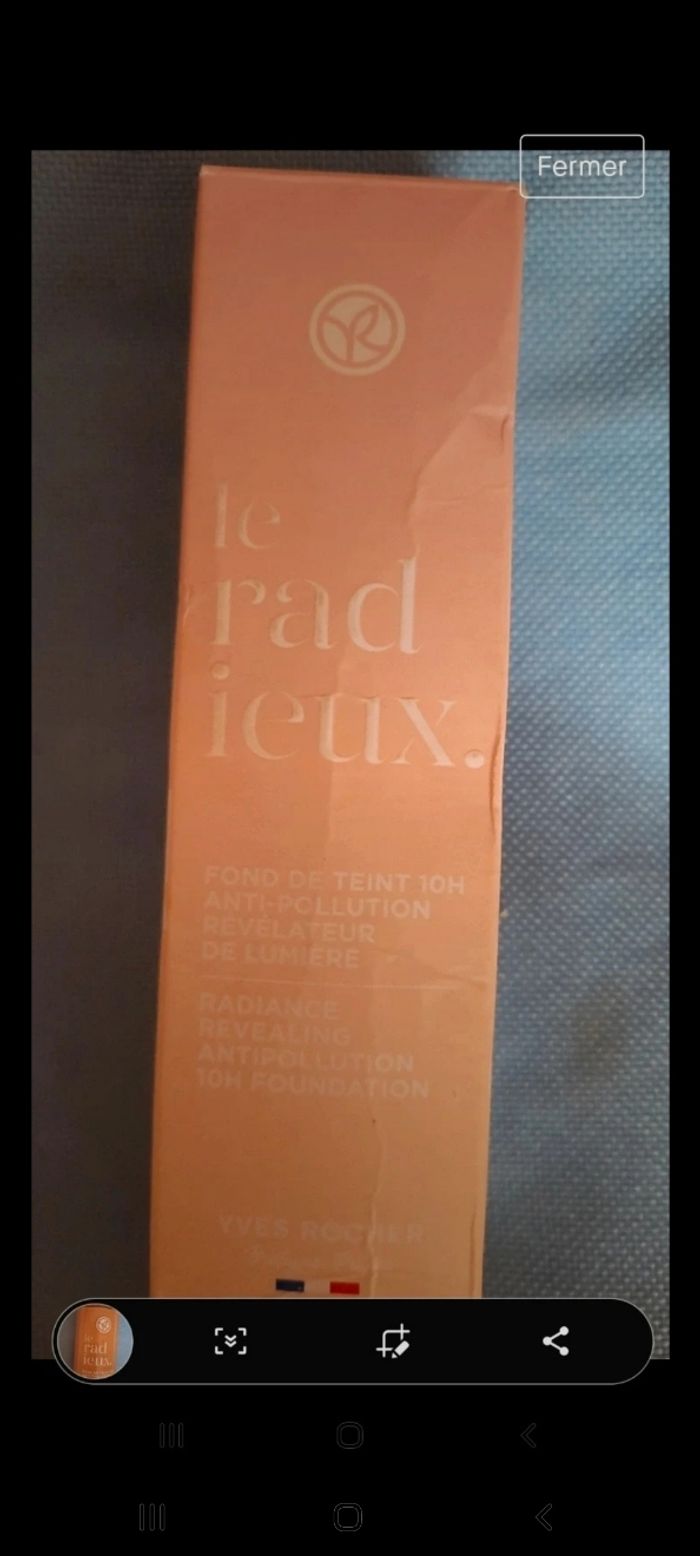 Fermer
le
rad
ieux.
FOND DE TEINT 10H
ANTI-POLLUTION
RÉVÉLATEUR
DE LUMIÈRE
RADIANCE
REVEALING
ANTIPOLLUTION
10H FOUNDATION
YVES ROCHER
le
rad
ieux.